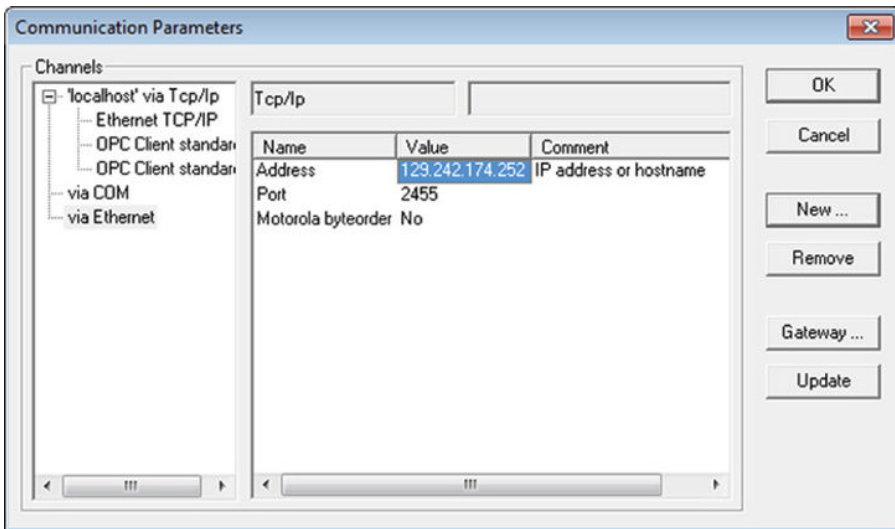 Communication Parameters
Channels
'localhost' via Tcp/Ip
Ethernet TCP/IP
OPC Client standar
OPC Client standar
via COM
via Ethernet
Tcp/Ip
Name Value Comment
Address 129.242.174.252 IP address or hostname
Port 2455
Motorola byteorder No
OK
Cancel
New ...
Remove
Gateway ...
Update